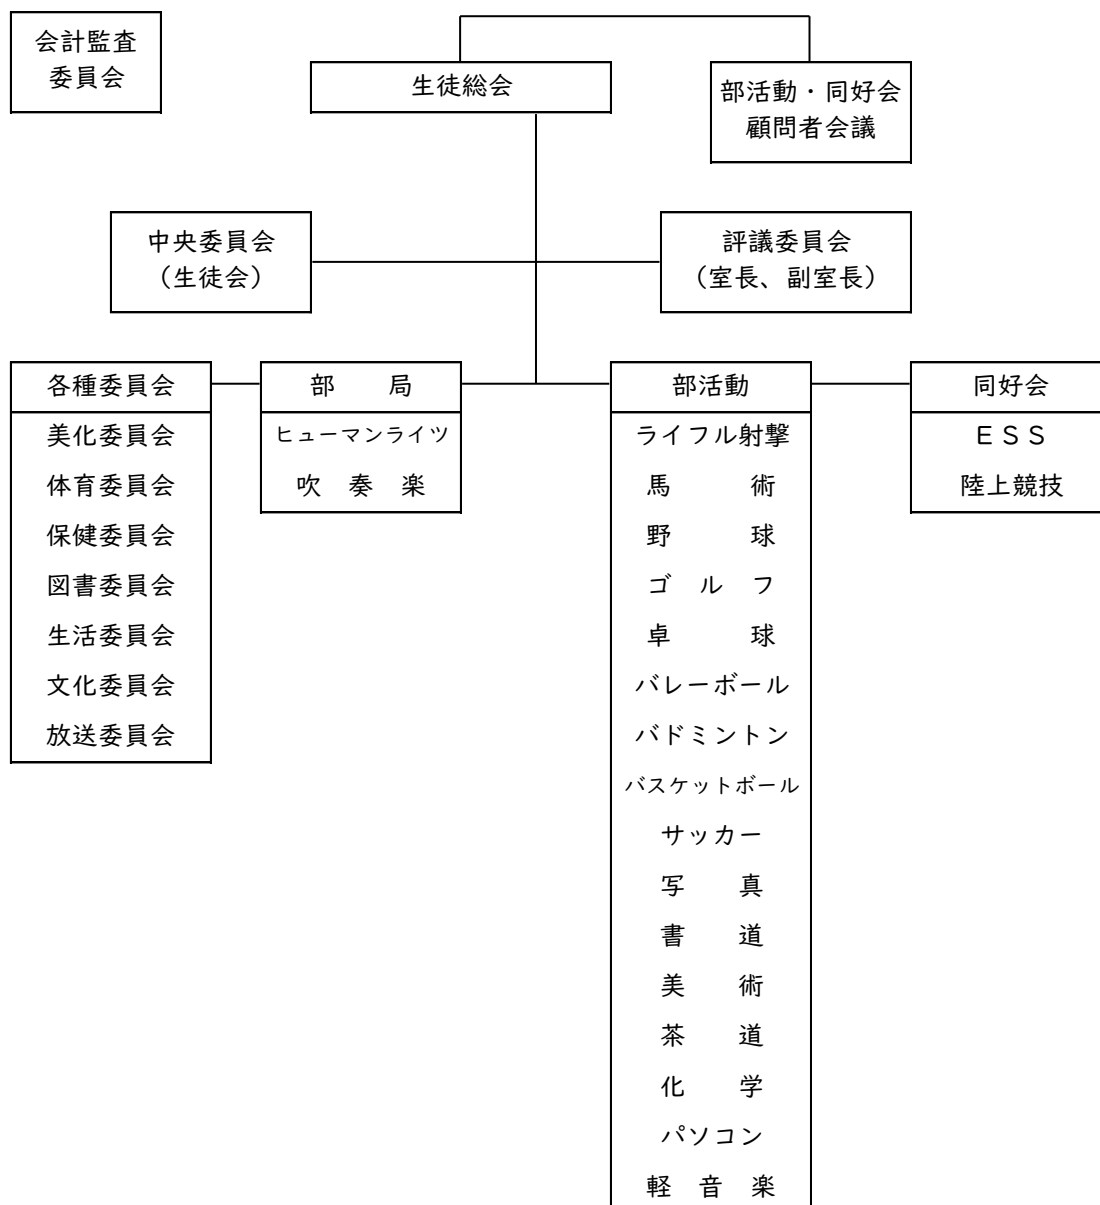 会計監査
委員会
生徒総会
部活動・同好会
顧問者会議
中央委員会
（生徒会）
評議委員会
（室長、副室長）
各種委員会
美化委員会
体育委員会
保健委員会
図書委員会
生活委員会
文化委員会
放送委員会
部　　局
ヒューマンライツ
吹　奏　楽
部活動
ライフル射撃
馬　　　術
野　　　球
ゴ　ル　フ
卓　　　球
バレーボール
バドミントン
バスケットボール
サッカー
写　　真
書　　道
美　　術
茶　　道
化　　学
パソコン
軽　音　楽
同好会
ＥＳＳ
陸上競技